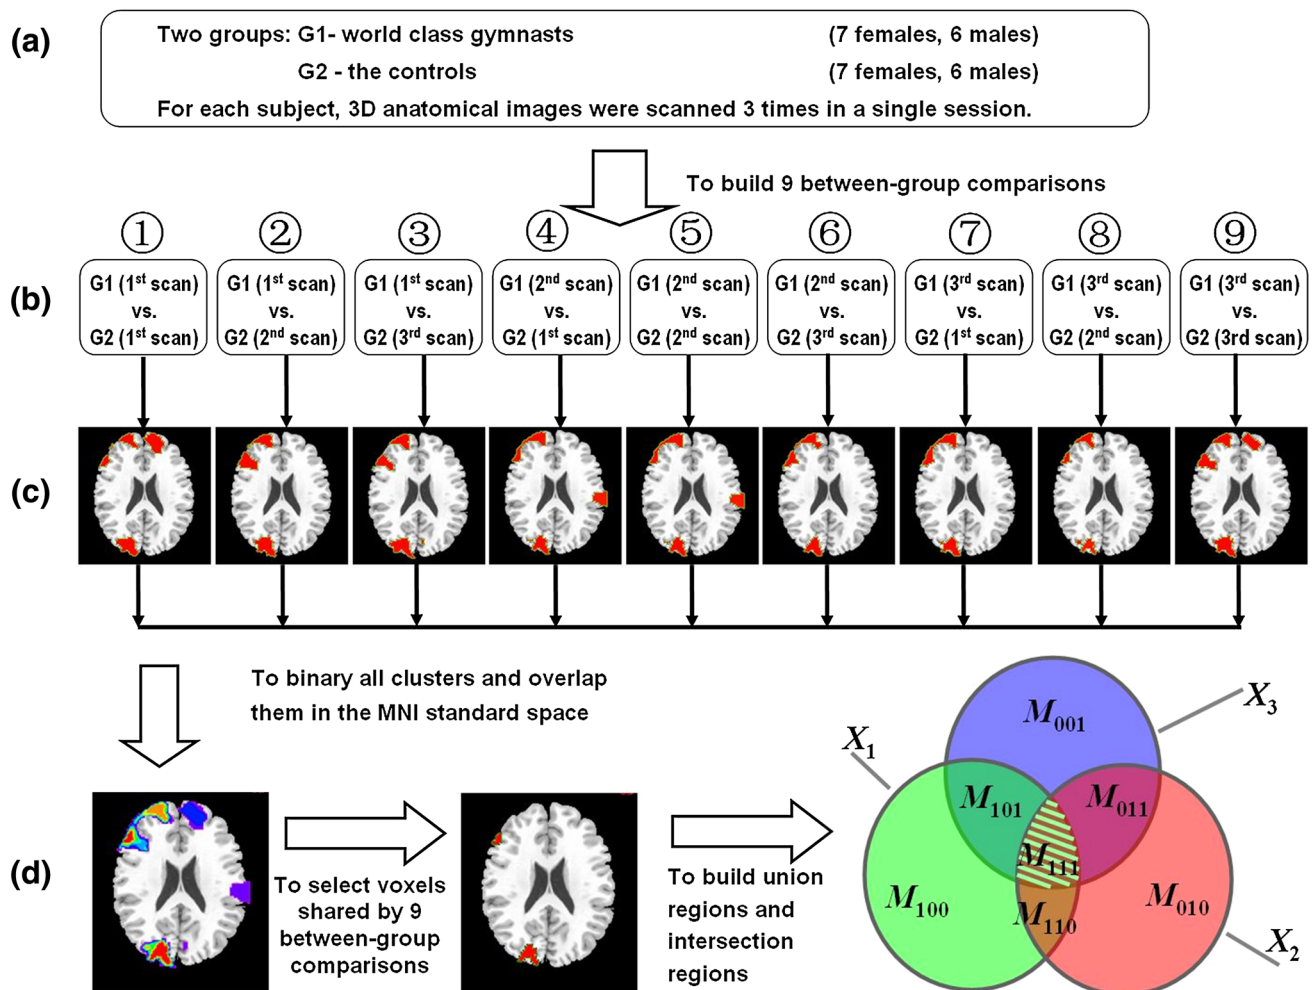 (a)
Two groups: G1- world class gymnasts (7 females, 6 males)
G2 - the controls (7 females, 6 males)
For each subject, 3D anatomical images were scanned 3 times in a single session.
To build 9 between-group comparisons
① ② ③ ④ ⑤ ⑥ ⑦ ⑧ ⑨
(b)
G1 (1st scan)
vs.
G2 (1st scan)
G1 (1st scan)
vs.
G2 (2nd scan)
G1 (1st scan)
vs.
G2 (3rd scan)
G1 (2nd scan)
vs.
G2 (1st scan)
G1 (2nd scan)
vs.
G2 (2nd scan)
G1 (2nd scan)
vs.
G2 (3rd scan)
G1 (3rd scan)
vs.
G2 (1st scan)
G1 (3rd scan)
vs.
G2 (2nd scan)
G1 (3rd scan)
vs.
G2 (3rd scan)
(c)
To binary all clusters and overlap
them in the MNI standard space
(d)
To select voxels
shared by 9
between-group
comparisons
To build union
regions and
intersection
regions
X1
X3
X2
M001
M101
M011
M111
M100
M110
M010